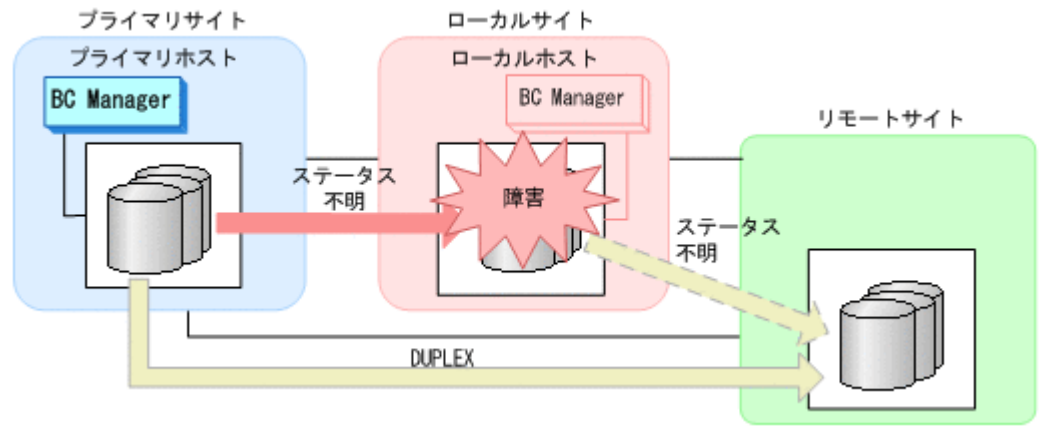 プライマリサイト
プライマリホスト
BC Manager
ローカルサイト
ローカルホスト
BC Manager
リモートサイト
ステータス
不明
障害
ステータス
不明
DUPLEX